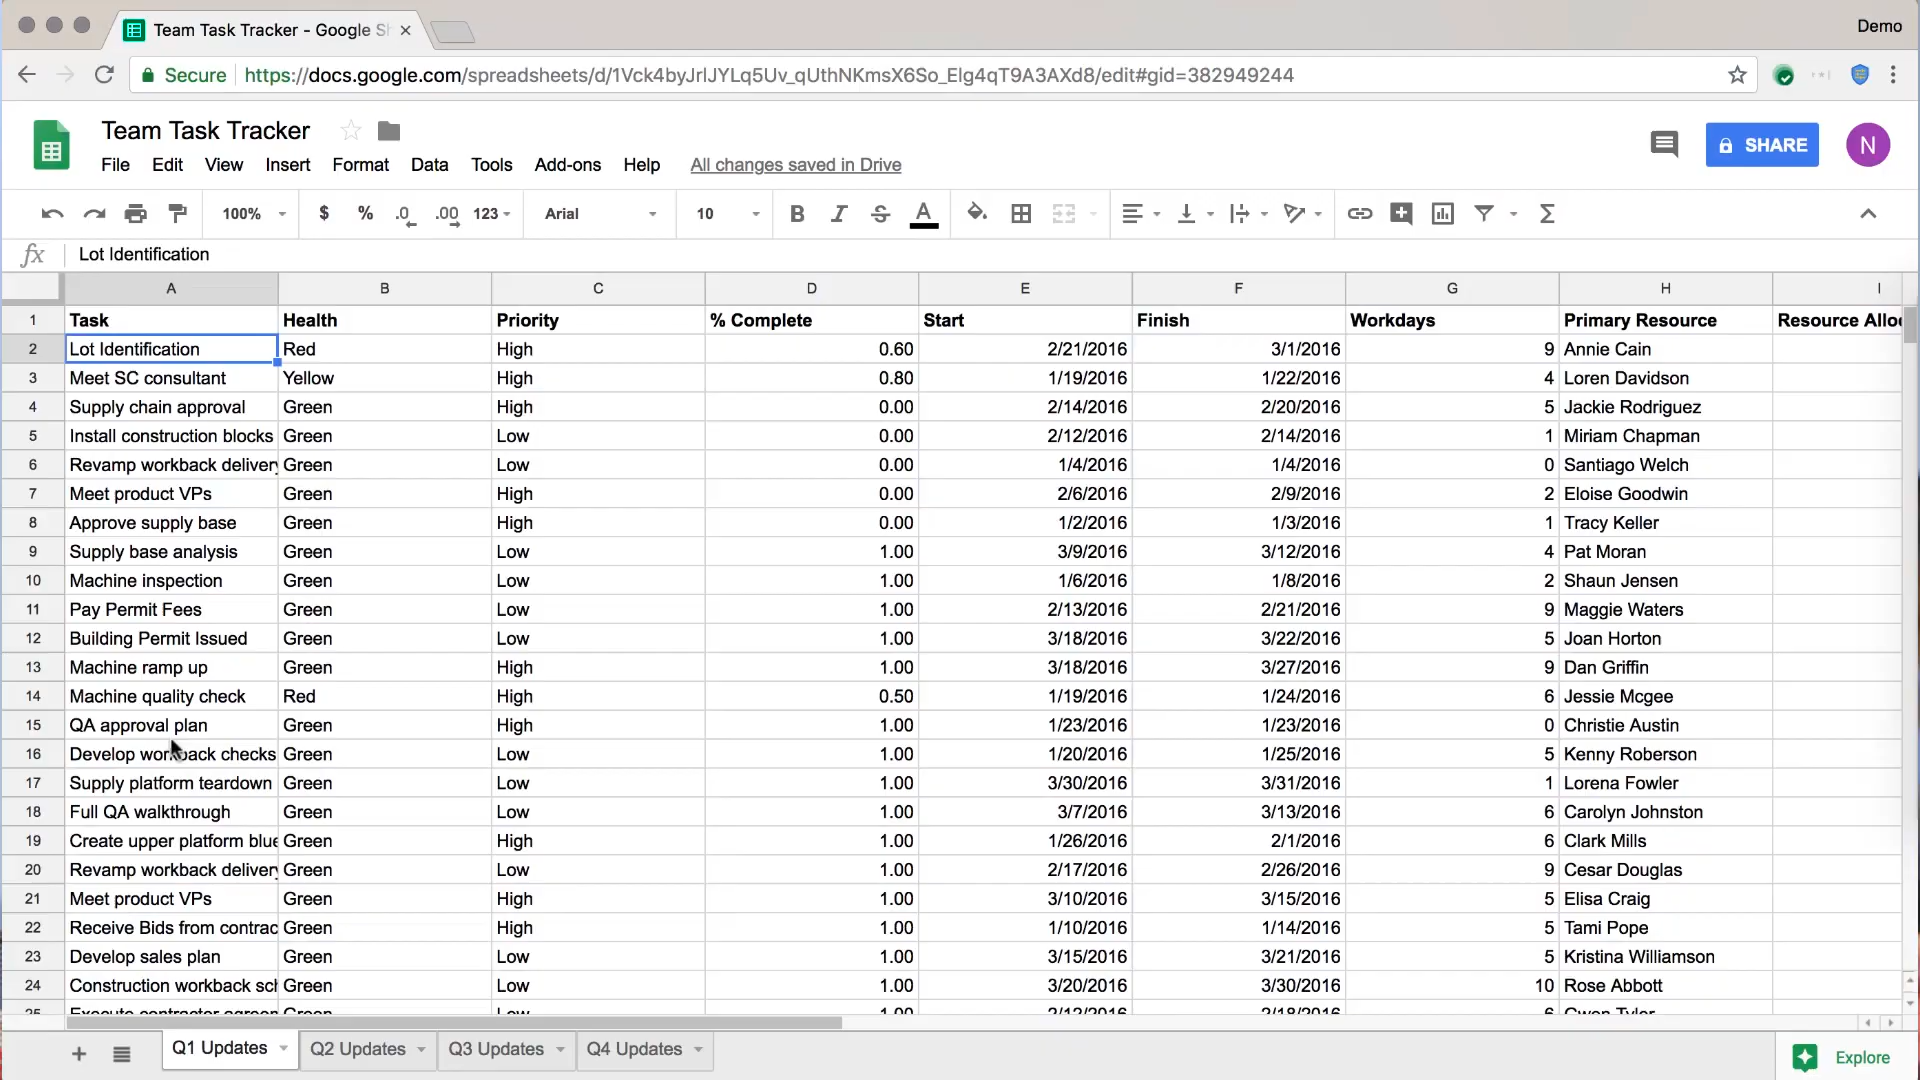 Team Task Tracker - Google Sh
Demo
Secure https://docs.google.com/spreadsheets/d/1Vck4byJrlJYLq5Uv_qUthNKmsX6So_Elg4qT9A3AXd8/edit#gid=382949244
Team Task Tracker
File Edit View Insert Format Data Tools Add-ons Help All changes saved in Drive
SHARE
N
100% $ % .0 .00 123 Arial 10 B I S A
fx Lot Identification
A B C D E F G H I
1 Task Health Priority % Complete Start Finish Workdays Primary Resource Resource Alloc
2 Lot Identification Red High 0.60 2/21/2016 3/1/2016 9 Annie Cain
3 Meet SC consultant Yellow High 0.80 1/19/2016 1/22/2016 4 Loren Davidson
4 Supply chain approval Green High 0.00 2/14/2016 2/20/2016 5 Jackie Rodriguez
5 Install construction blocks Green Low 0.00 2/12/2016 2/14/2016 1 Miriam Chapman
6 Revamp workback delivery Green Low 0.00 1/4/2016 1/4/2016 0 Santiago Welch
7 Meet product VPs Green High 0.00 2/6/2016 2/9/2016 2 Eloise Goodwin
8 Approve supply base Green High 0.00 1/2/2016 1/3/2016 1 Tracy Keller
9 Supply base analysis Green Low 1.00 3/9/2016 3/12/2016 4 Pat Moran
10 Machine inspection Green Low 1.00 1/6/2016 1/8/2016 2 Shaun Jensen
11 Pay Permit Fees Green Low 1.00 2/13/2016 2/21/2016 9 Maggie Waters
12 Building Permit Issued Green Low 1.00 3/18/2016 3/22/2016 5 Joan Horton
13 Machine ramp up Green High 1.00 3/18/2016 3/27/2016 9 Dan Griffin
14 Machine quality check Red High 0.50 1/19/2016 1/24/2016 6 Jessie Mcgee
15 QA approval plan Green High 1.00 1/23/2016 1/23/2016 0 Christie Austin
16 Develop workback checks Green Low 1.00 1/20/2016 1/25/2016 5 Kenny Roberson
17 Supply platform teardown Green Low 1.00 3/30/2016 3/31/2016 1 Lorena Fowler
18 Full QA walkthrough Green Low 1.00 3/7/2016 3/13/2016 6 Carolyn Johnston
19 Create upper platform blue Green High 1.00 1/26/2016 2/1/2016 6 Clark Mills
20 Revamp workback delivery Green Low 1.00 2/17/2016 2/26/2016 9 Cesar Douglas
21 Meet product VPs Green High 1.00 3/10/2016 3/15/2016 5 Elisa Craig
22 Receive Bids from contrac Green High 1.00 1/10/2016 1/14/2016 5 Tami Pope
23 Develop sales plan Green Low 1.00 3/15/2016 3/21/2016 5 Kristina Williamson
24 Construction workback sch Green Low 1.00 3/20/2016 3/30/2016 10 Rose Abbott
25 Execute contractor agreen Green Low 1.00 2/12/2016 2/18/2016 6 Gwen Tyler
Q1 Updates Q2 Updates Q3 Updates Q4 Updates
Explore